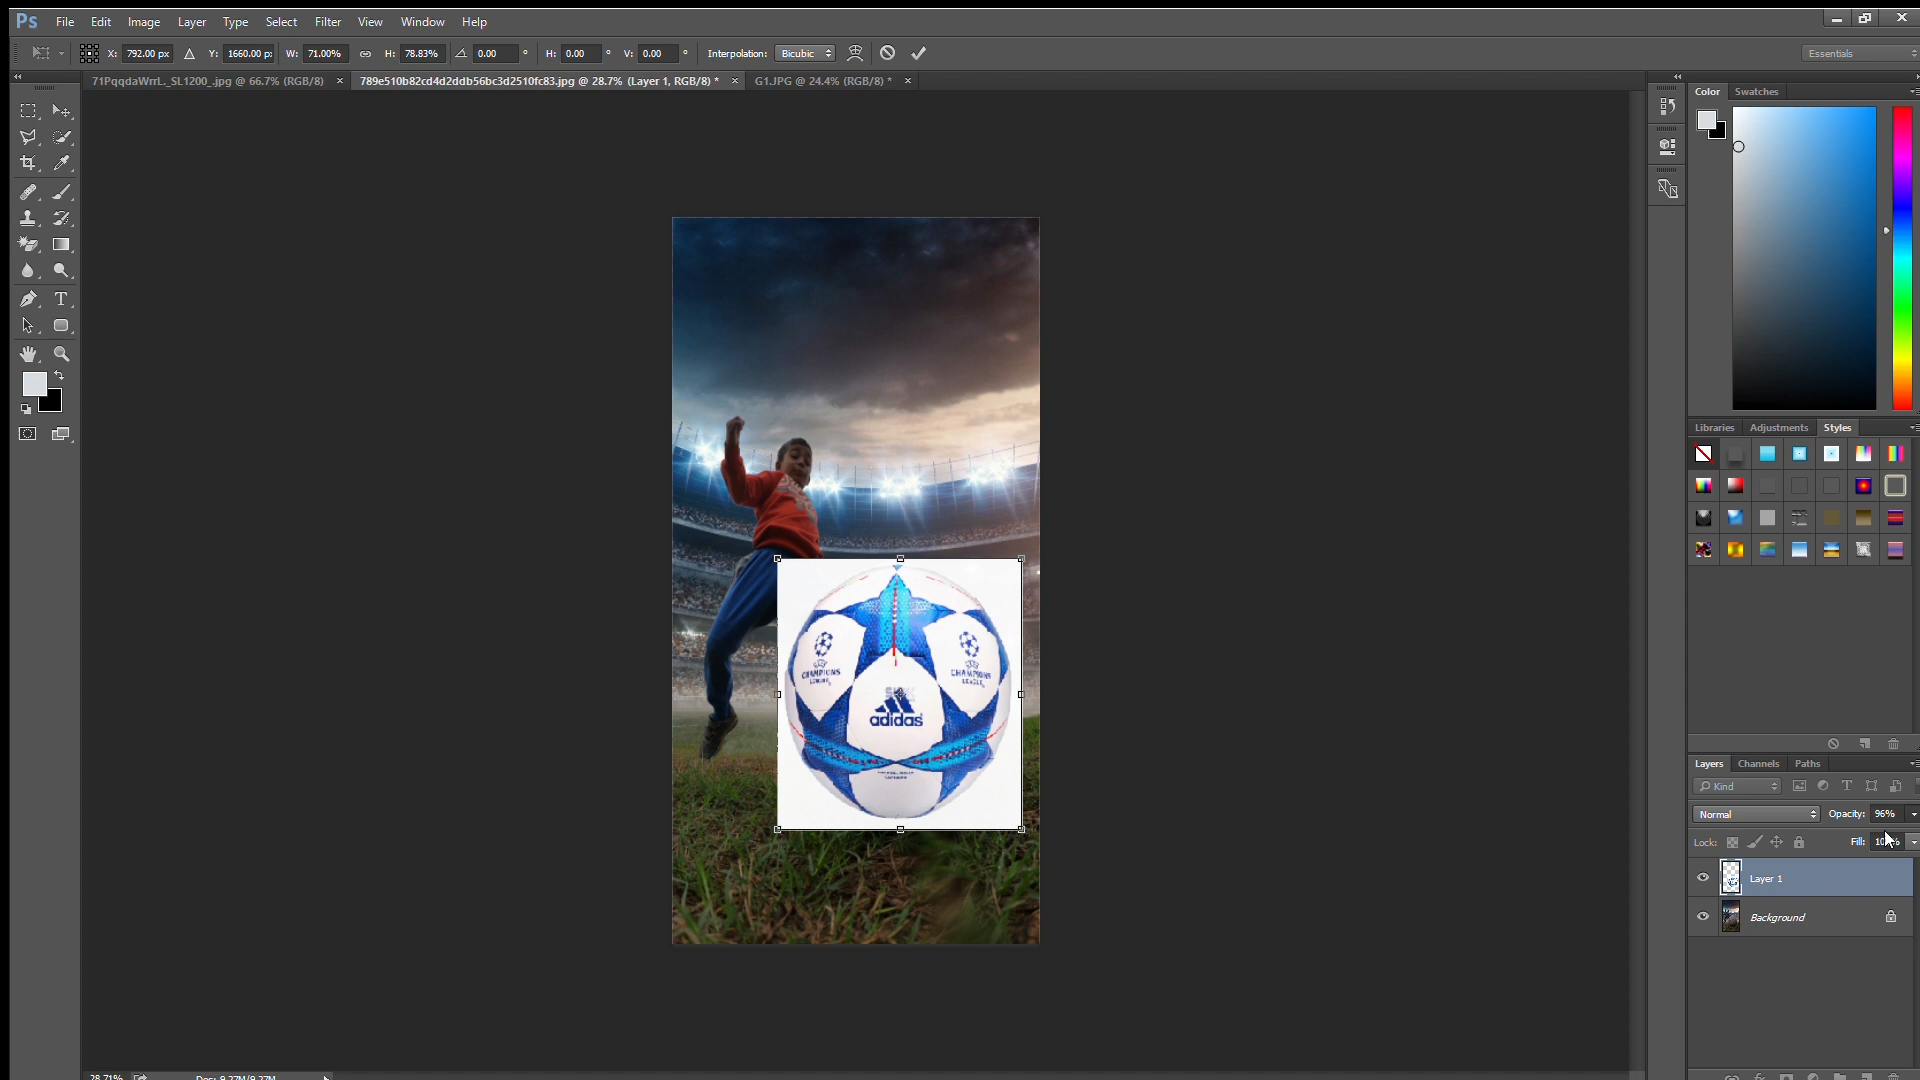 Ps File Edit Image Layer Type Select Filter View Window Help
X: 792.00 px Y: 1660.00 px W: 71.00% H: 78.83% 0.00 ° H: 0.00 ° V: 0.00 ° Interpolation: Bicubic Essentials
71PqqdaWrrL._SL1200_.jpg @ 66.7% (RGB/8) × 789e510b82cd4d2ddb56bc3d2510fc83.jpg @ 28.7% (Layer 1, RGB/8) * × G1.JPG @ 24.4% (RGB/8) * ×
Color Swatches
Libraries Adjustments Styles
CHAMPIONS LEAGUE
CHAMPIONS LEAGUE
adidas
Layers Channels Paths
Kind
Normal Opacity: 96%
Lock: Fill:
Layer 1
Background
28.71% Doc: 9.27M/9.27M